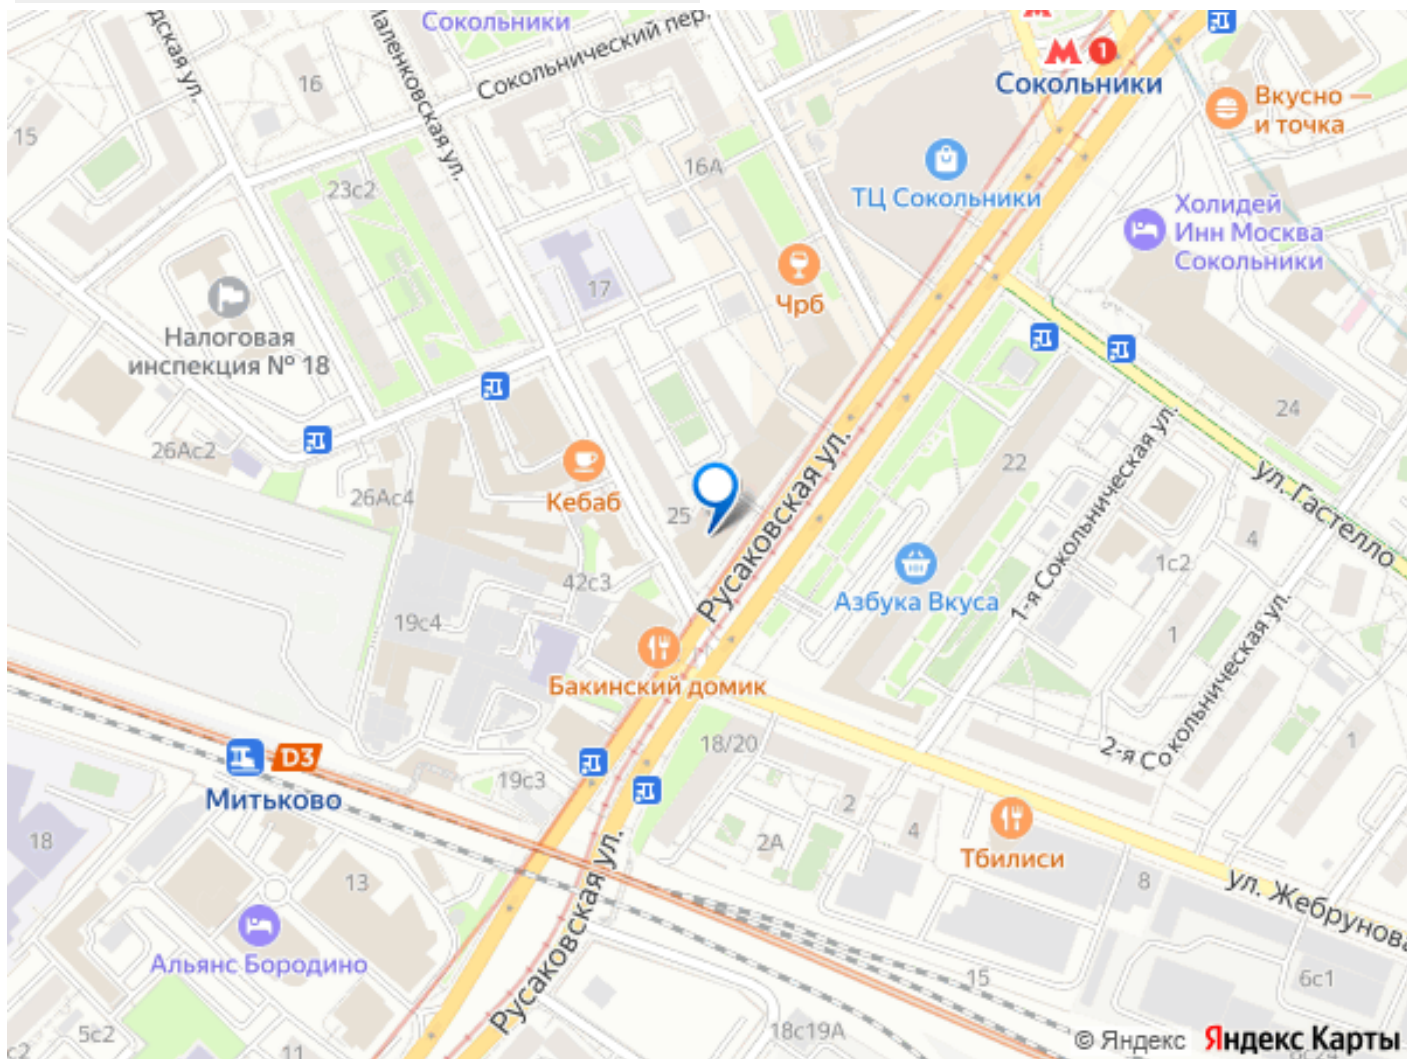 Сокольники
Сокольнический пер.
Маленковская ул.
дская ул.
М 1
Сокольники
Вкусно —
и точка
16
15
16А
ТЦ Сокольники
23с2
Холидей
Инн Москва
Сокольники
17
Чрб
Налоговая
инспекция № 18
24
26Ас2
22
ул. Гастелло
26Ас4
Кебаб
25
Русаковская ул.
1-я Сокольническая ул.
4
1с2
42с3
Азбука Вкуса
19с4
1
2-я Сокольническая ул.
Бакинский домик
18/20
1
D3
Митьково
19с3
2
4
2А
Тбилиси
18
13
8
ул. Жебрунова
Русаковская ул.
Альянс Бородино
15
6с1
5с2
с2
11
18с19А
© Яндекс Яндекс Карты